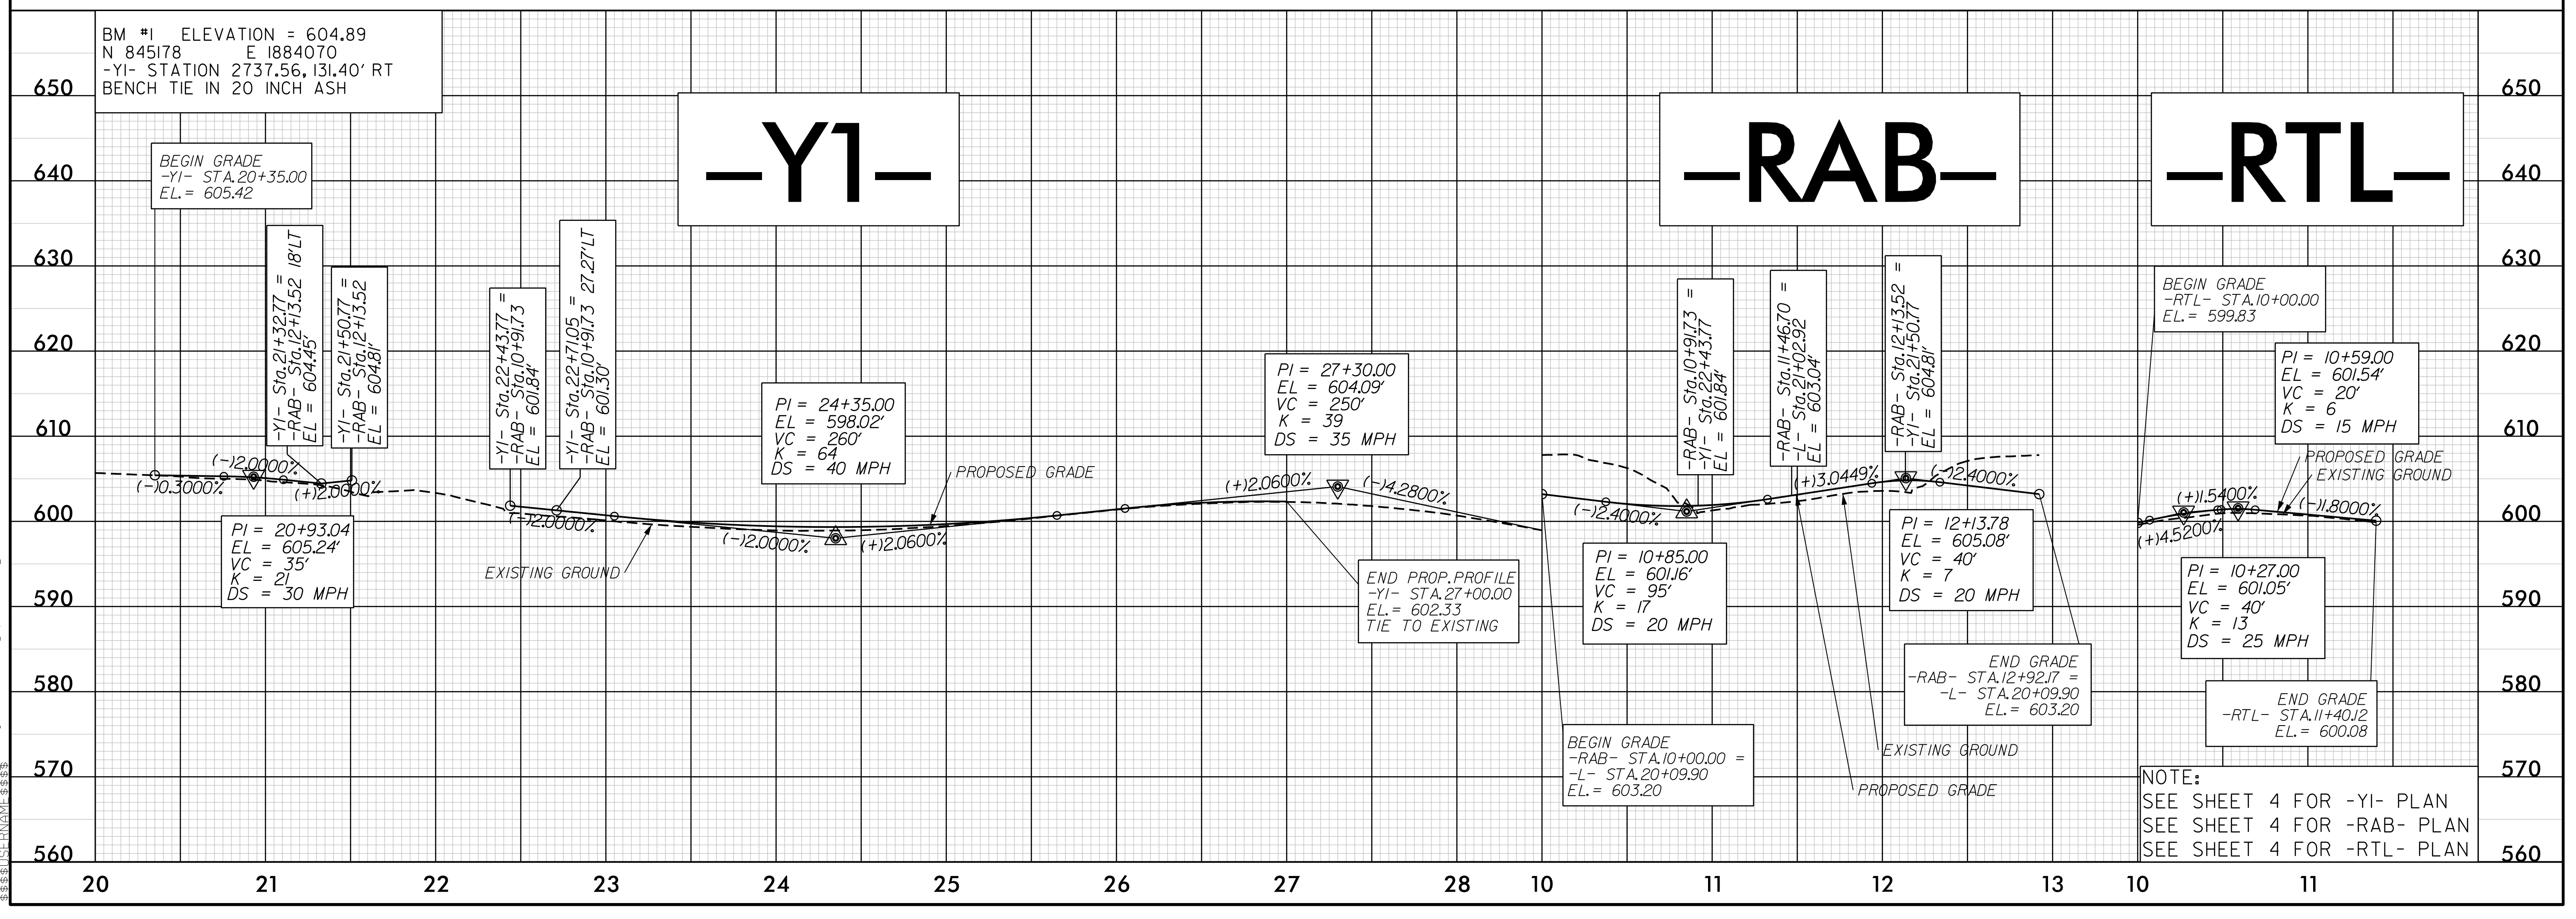 BM #1 ELEVATION = 604.89
N 845178 E 1884070
-Y1- STATION 2737.56, 131.40' RT
BENCH TIE IN 20 INCH ASH
-Y1-
-RAB-
-RTL-
650
640
630
620
610
600
590
580
570
560
650
640
630
620
610
600
590
580
570
560
BEGIN GRADE
-Y1- STA.20+35.00
EL.= 605.42
-Y1- Sta.21+32.77 =
-RAB- Sta.12+13.52 18'LT
EL = 604.45'
-Y1- Sta.21+50.77 =
-RAB- Sta.12+13.52
EL = 604.81'
(-)0.3000%
(-)2.0000%
(+)2.0000%
PI = 20+93.04
EL = 605.24'
VC = 35'
K = 21
DS = 30 MPH
-Y1- Sta.22+43.77 =
-RAB- Sta.10+91.73
EL = 601.84'
-Y1- Sta.22+71.05 =
-RAB- Sta.10+91.73 27.27'LT
EL = 601.30'
(-)2.0000%
EXISTING GROUND
PI = 24+35.00
EL = 598.02'
VC = 260'
K = 64
DS = 40 MPH
(-)2.0000%
(+)2.0600%
PROPOSED GRADE
PI = 27+30.00
EL = 604.09'
VC = 250'
K = 39
DS = 35 MPH
(+)2.0600%
(-)4.2800%
END PROP.PROFILE
-Y1- STA.27+00.00
EL.= 602.33
TIE TO EXISTING
BEGIN GRADE
-RAB- STA.10+00.00 =
-L- STA.20+09.90
EL.= 603.20
(-)2.4000%
PI = 10+85.00
EL = 601.16'
VC = 95'
K = 17
DS = 20 MPH
-RAB- Sta.10+91.73 =
-Y1- Sta.22+43.77
EL = 601.84'
-RAB- Sta.11+46.70 =
-L- Sta.21+02.92
EL = 603.04'
-RAB- Sta.12+13.52 =
-Y1- Sta.21+50.77
EL = 604.81'
(+)3.0449%
(-)2.4000%
PI = 12+13.78
EL = 605.08'
VC = 40'
K = 7
DS = 20 MPH
END GRADE
-RAB- STA.12+92.17 =
-L- STA.20+09.90
EL.= 603.20
EXISTING GROUND
PROPOSED GRADE
BEGIN GRADE
-RTL- STA.10+00.00
EL.= 599.83
PI = 10+59.00
EL = 601.54'
VC = 20'
K = 6
DS = 15 MPH
PROPOSED GRADE
EXISTING GROUND
(+)1.5400%
(-)1.8000%
(+)4.5200%
PI = 10+27.00
EL = 601.05'
VC = 40'
K = 13
DS = 25 MPH
END GRADE
-RTL- STA.11+40.12
EL.= 600.08
NOTE:
SEE SHEET 4 FOR -Y1- PLAN
SEE SHEET 4 FOR -RAB- PLAN
SEE SHEET 4 FOR -RTL- PLAN
20 21 22 23 24 25 26 27 28 10 11 12 13 10 11